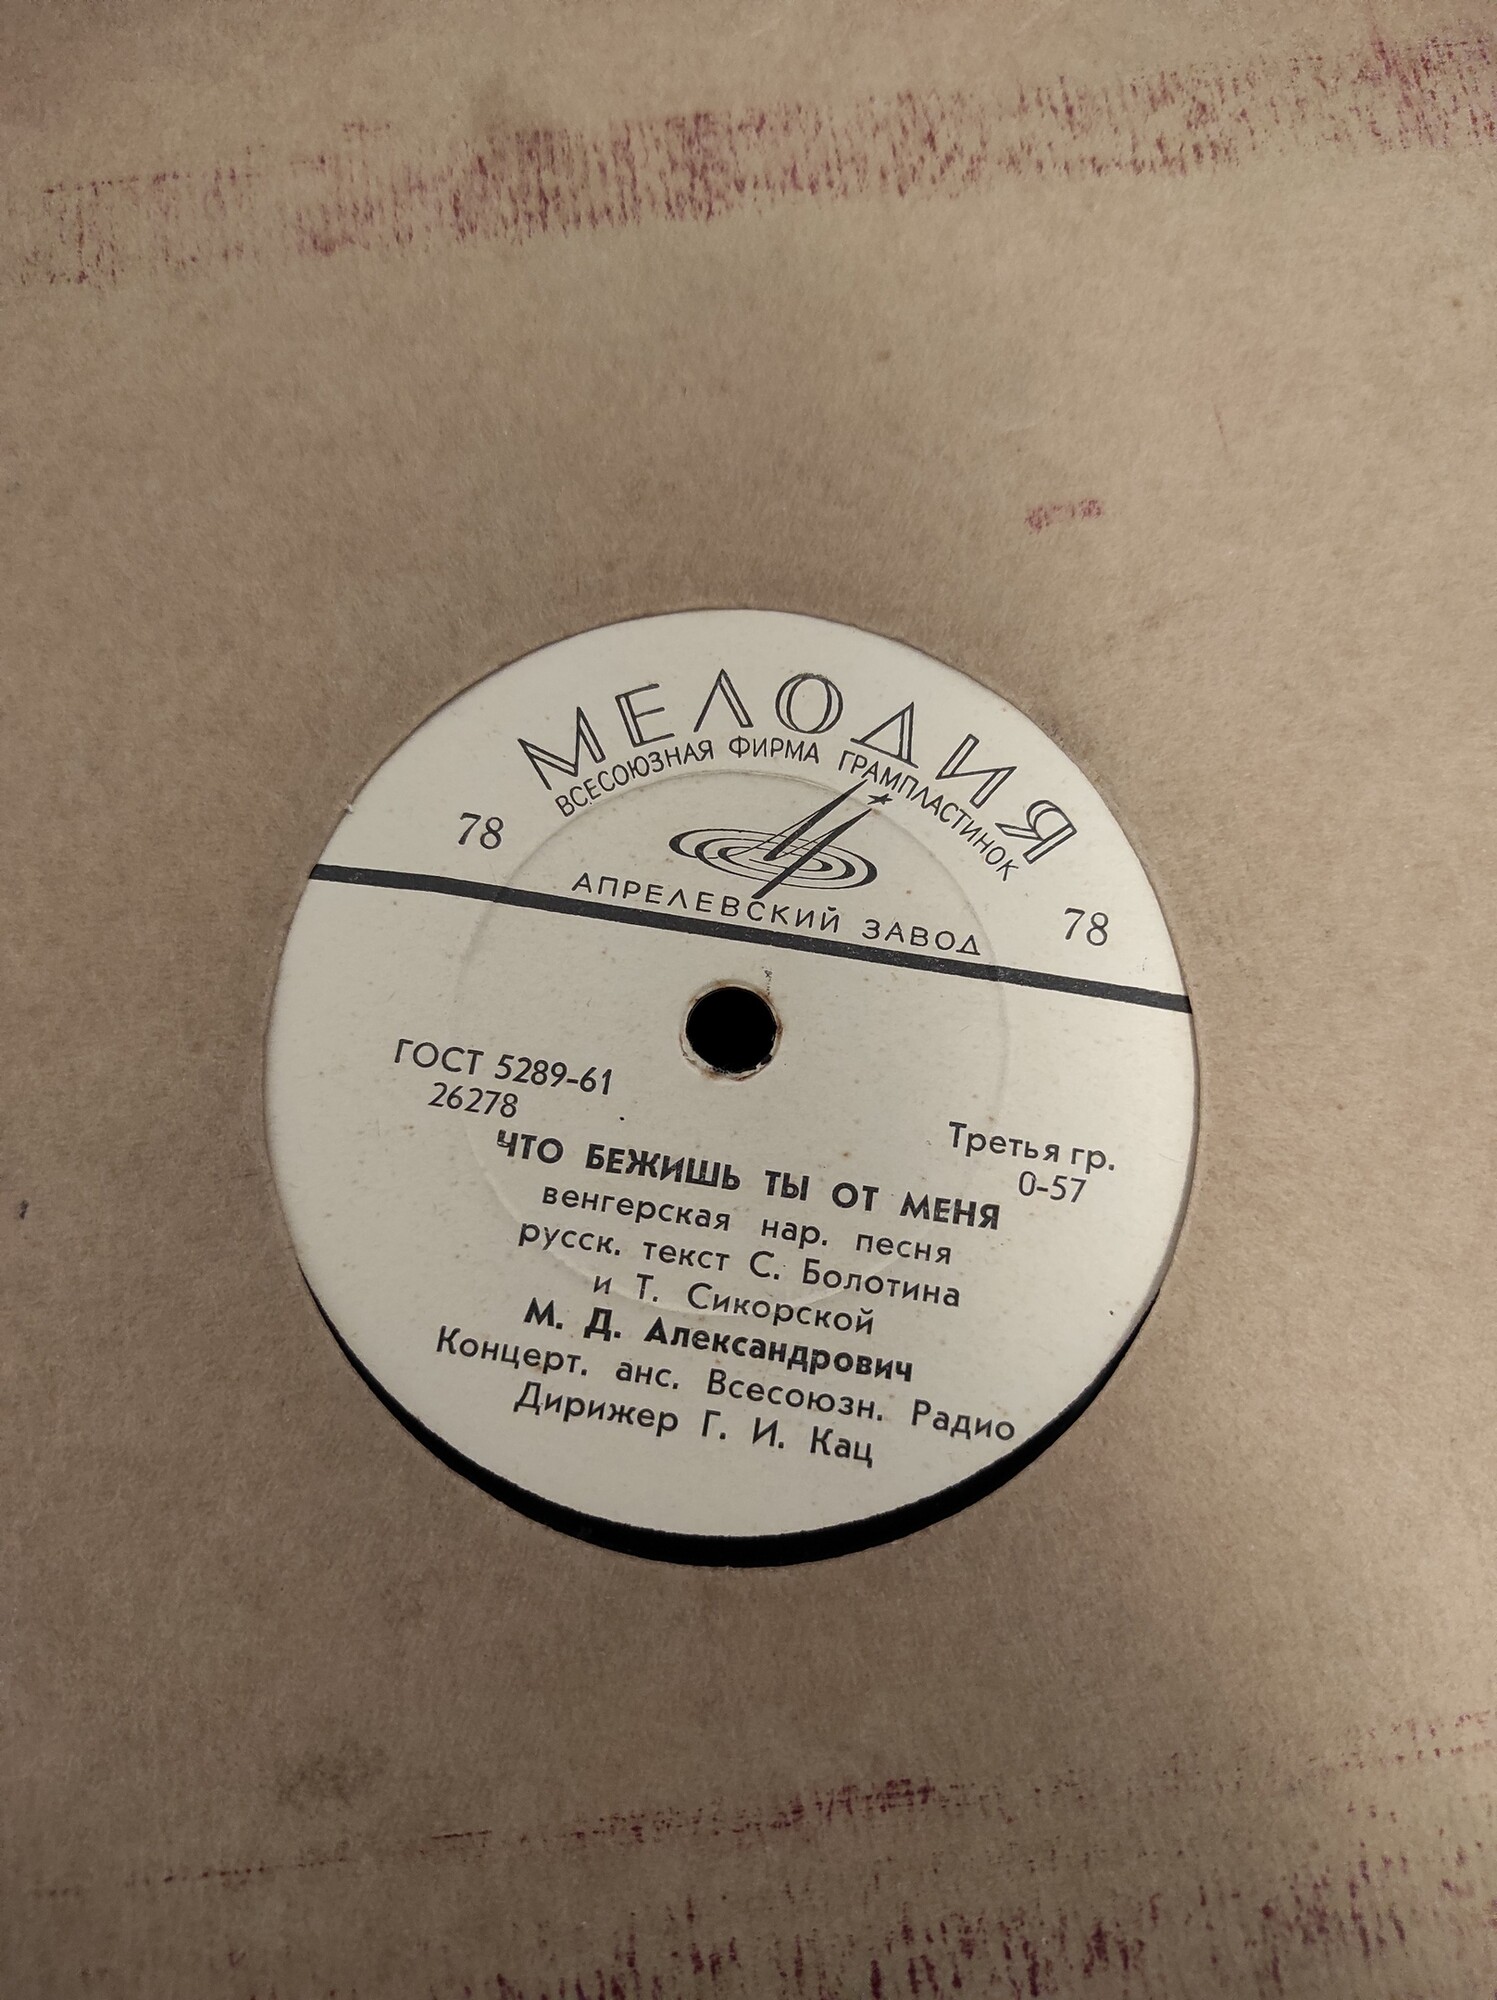 МЕЛОДИЯ
ВСЕСОЮЗНАЯ ФИРМА ГРАМПЛАСТИНОК
78
АПРЕЛЕВСКИЙ ЗАВОД
78
ГОСТ 5289-61
26278
Третья гр.
0-57
ЧТО БЕЖИШЬ ТЫ ОТ МЕНЯ
венгерская нар. песня
русск. текст С. Болотина
и Т. Сикорской
М. Д. Александрович
Концерт. анс. Всесоюзн. Радио
Дирижер Г. И. Кац